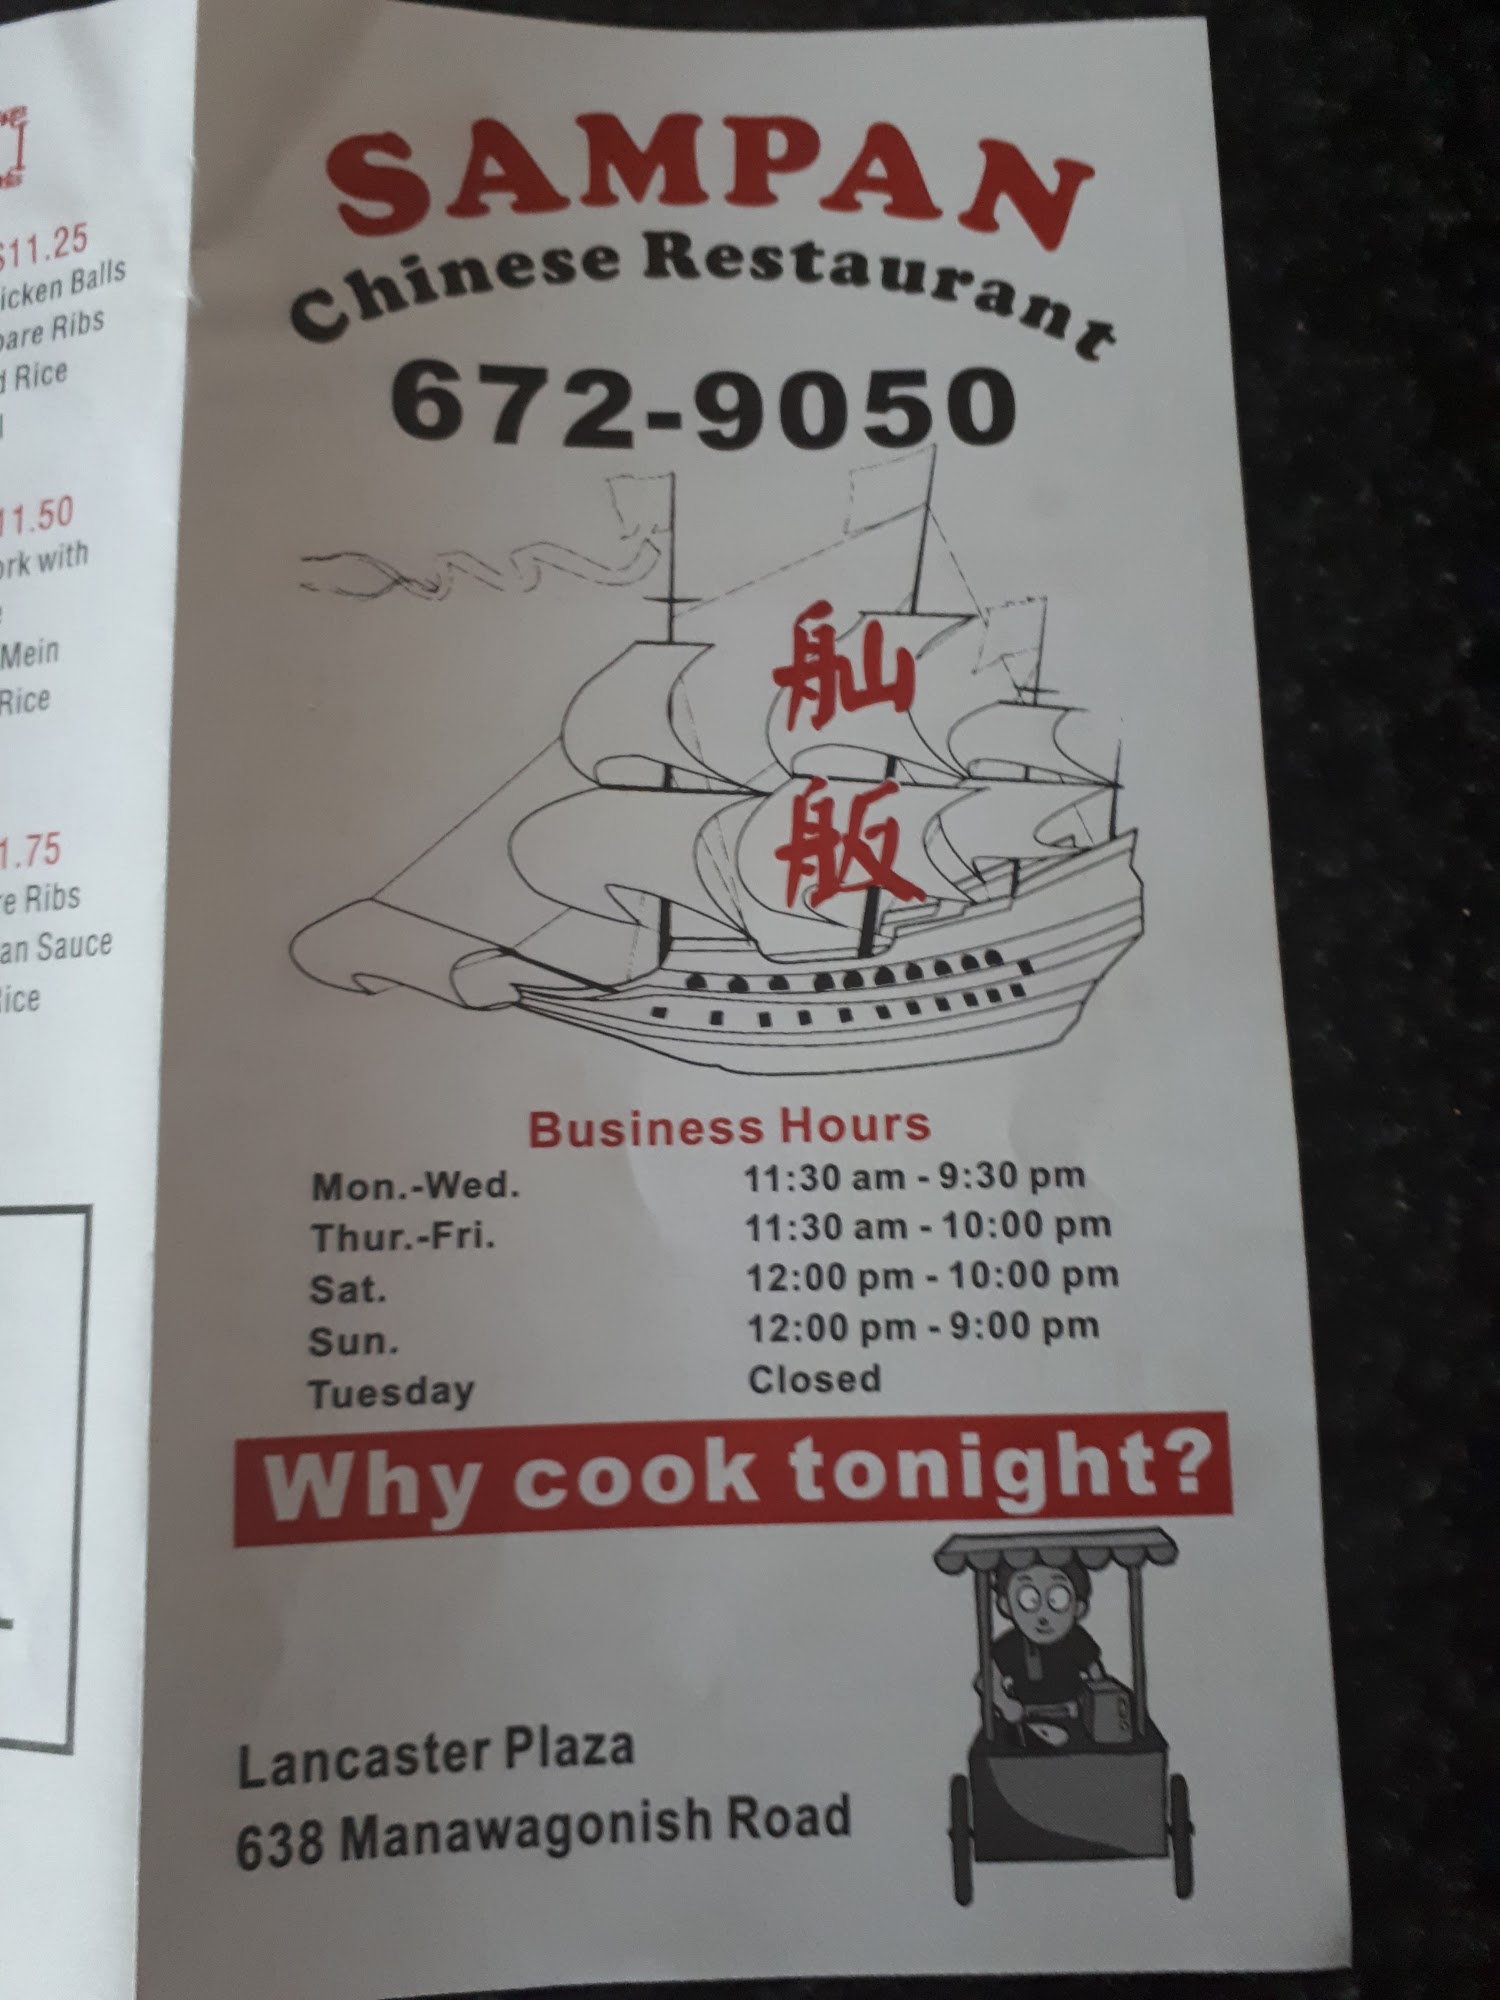 $11.25
icken Balls
pare Ribs
d Rice
11.50
ork with
Mein
Rice
1.75
re Ribs
an Sauce
Rice
SAMPAN
Chinese Restaurant
672-9050
舢
舨
Business Hours
Mon.-Wed. 11:30 am - 9:30 pm
Thur.-Fri. 11:30 am - 10:00 pm
Sat. 12:00 pm - 10:00 pm
Sun. 12:00 pm - 9:00 pm
Tuesday Closed
Why cook tonight?
Lancaster Plaza
638 Manawagonish Road